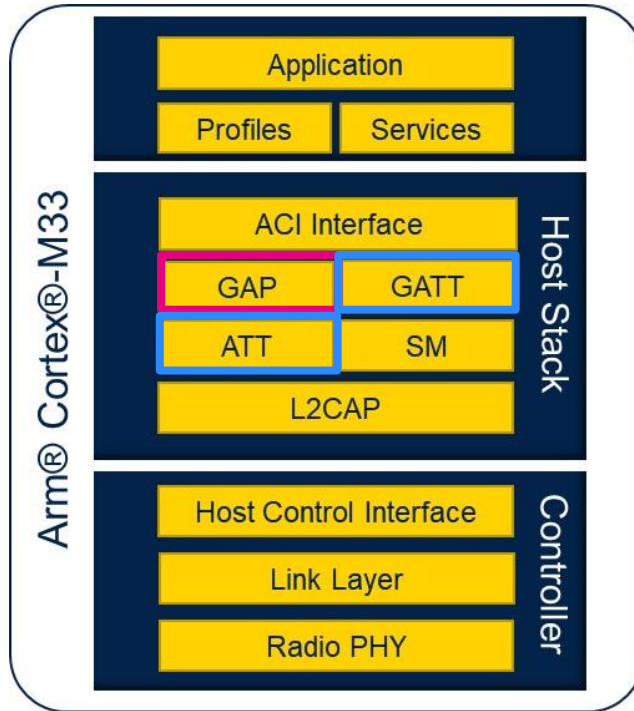 Arm® Cortex®-M33
Application
Profiles Services
ACI Interface
GAP GATT
ATT SM
L2CAP
Host Stack
Host Control Interface
Link Layer
Radio PHY
Controller